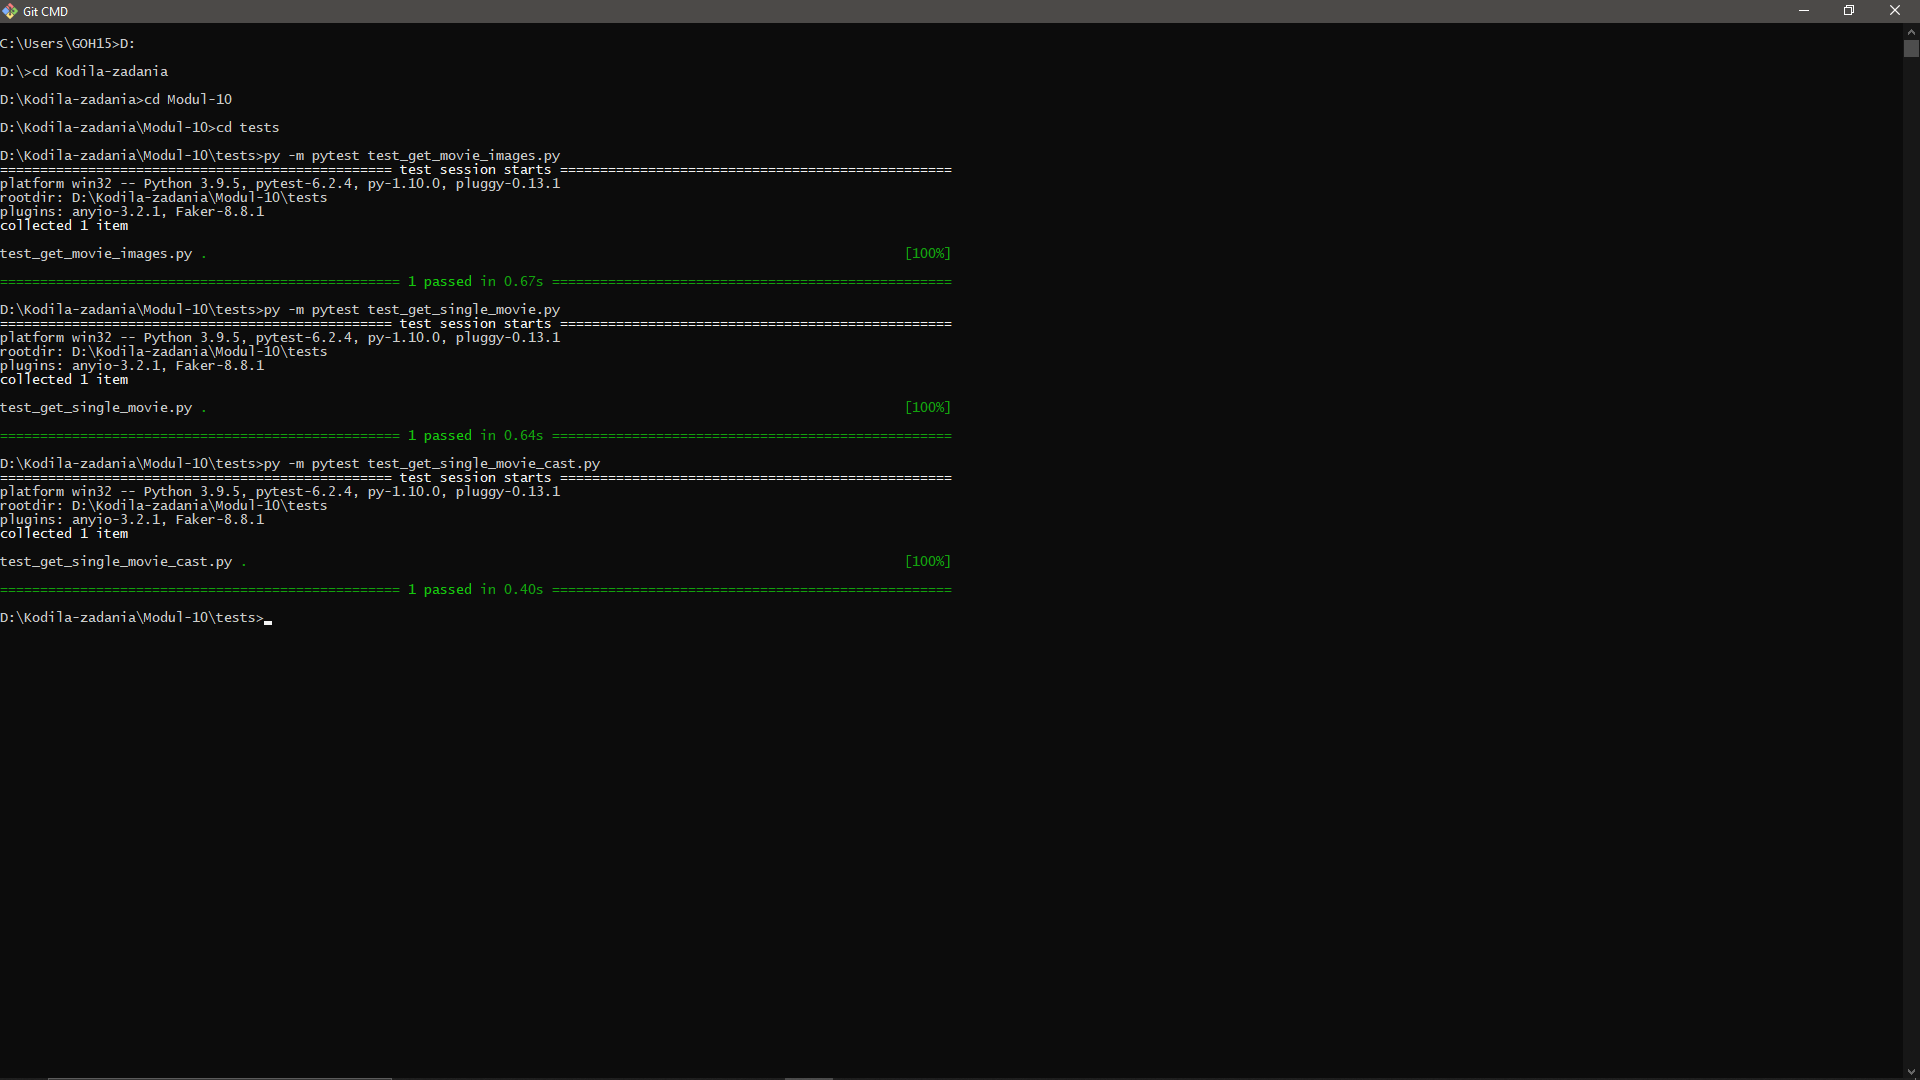 Git CMD
C:\Users\GOH15>D:
D:\>cd Kodila-zadania
D:\Kodila-zadania>cd Modul-10
D:\Kodila-zadania\Modul-10>cd tests
D:\Kodila-zadania\Modul-10\tests>py -m pytest test_get_movie_images.py
================================================= test session starts =================================================
platform win32 -- Python 3.9.5, pytest-6.2.4, py-1.10.0, pluggy-0.13.1
rootdir: D:\Kodila-zadania\Modul-10\tests
plugins: anyio-3.2.1, Faker-8.8.1
collected 1 item
test_get_movie_images.py . [100%]
================================================== 1 passed in 0.67s ==================================================
D:\Kodila-zadania\Modul-10\tests>py -m pytest test_get_single_movie.py
================================================= test session starts =================================================
platform win32 -- Python 3.9.5, pytest-6.2.4, py-1.10.0, pluggy-0.13.1
rootdir: D:\Kodila-zadania\Modul-10\tests
plugins: anyio-3.2.1, Faker-8.8.1
collected 1 item
test_get_single_movie.py . [100%]
================================================== 1 passed in 0.64s ==================================================
D:\Kodila-zadania\Modul-10\tests>py -m pytest test_get_single_movie_cast.py
================================================= test session starts =================================================
platform win32 -- Python 3.9.5, pytest-6.2.4, py-1.10.0, pluggy-0.13.1
rootdir: D:\Kodila-zadania\Modul-10\tests
plugins: anyio-3.2.1, Faker-8.8.1
collected 1 item
test_get_single_movie_cast.py . [100%]
================================================== 1 passed in 0.40s ==================================================
D:\Kodila-zadania\Modul-10\tests>